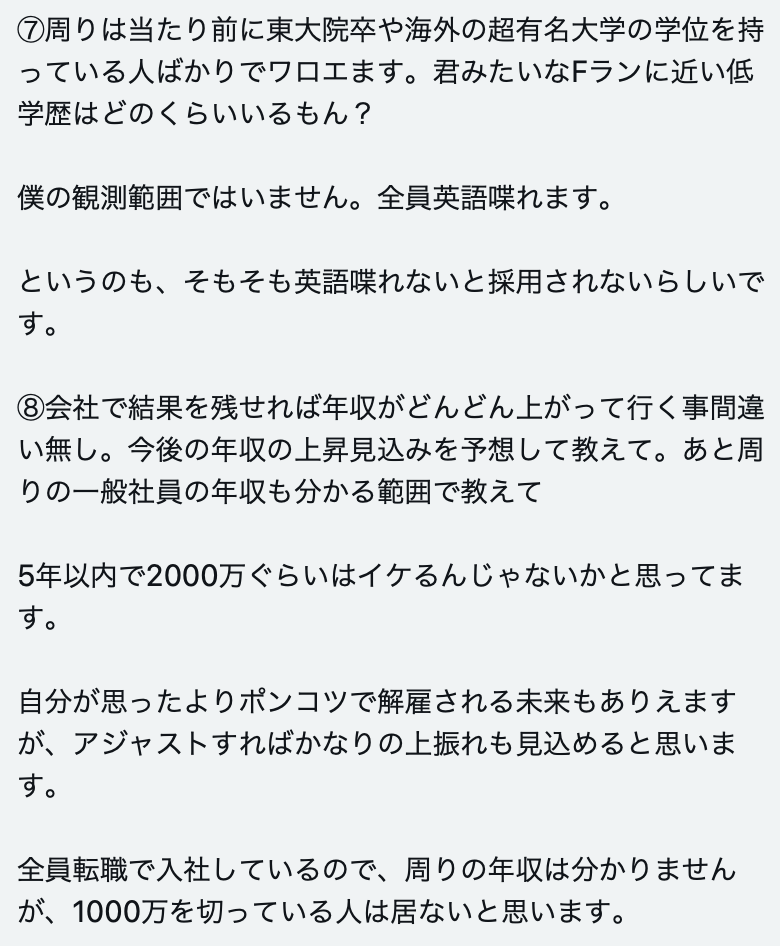 ⑦周りは当たり前に東大院卒や海外の超有名大学の学位を持
っている人ばかりでワロエます。君みたいなFランに近い低
学歴はどのくらいいるもん？
僕の観測範囲ではいません。全員英語喋れます。
というのも、そもそも英語喋れないと採用されないらしいで
す。
⑧会社で結果を残せれば年収がどんどん上がって行く事間違
い無し。今後の年収の上昇見込みを予想して教えて。あと周
りの一般社員の年収も分かる範囲で教えて
5年以内で2000万ぐらいはイケるんじゃないかと思ってま
す。
自分が思ったよりポンコツで解雇される未来もありえます
が、アジャストすればかなりの上振れも見込めると思いま
す。
全員転職で入社しているので、周りの年収は分かりません
が、1000万を切っている人は居ないと思います。